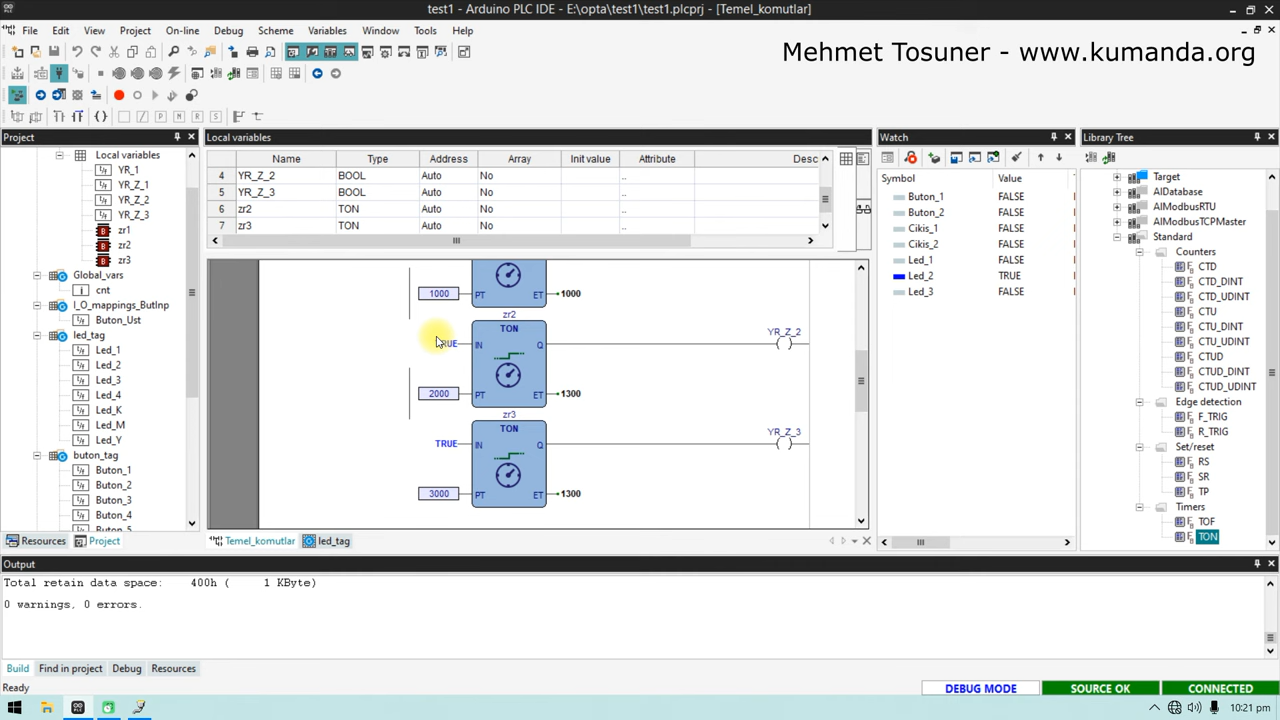 test1 - Arduino PLC IDE - E:\opta\test1\test1.plcprj - [Temel_komutlar]
File Edit View Project On-line Debug Scheme Variables Window Tools Help
Mehmet Tosuner - www.kumanda.org
Project
Local variables
YR_1
YR_Z_1
YR_Z_2
YR_Z_3
zr1
zr2
zr3
Global_vars
cnt
I_O_mappings_ButInp
Buton_Ust
led_tag
Led_1
Led_2
Led_3
Led_4
Led_K
Led_M
Led_Y
buton_tag
Buton_1
Buton_2
Buton_3
Buton_4
Buton_5
Resources Project
Local variables
Name Type Address Array Init value Attribute Desc
4 YR_Z_2 BOOL Auto No ..
5 YR_Z_3 BOOL Auto No ..
6 zr2 TON Auto No ..
7 zr3 TON Auto No ..
1000 PT ET 1000
zr2
TON
YR_Z_2
IN Q
2000 PT ET 1300
zr3
TON
YR_Z_3
TRUE IN Q
3000 PT ET 1300
Temel_komutlar led_tag
Watch
Symbol Value
Buton_1 FALSE
Buton_2 FALSE
Cikis_1 FALSE
Cikis_2 FALSE
Led_1 FALSE
Led_2 TRUE
Led_3 FALSE
Library Tree
Target
AlDatabase
AlModbusRTU
AlModbusTCPMaster
Standard
Counters
CTD
CTD_DINT
CTD_UINT
CTU
CTU_DINT
CTU_UINT
CTUD
CTUD_DINT
CTUD_UINT
Edge detection
F_TRIG
R_TRIG
Set/reset
RS
SR
TP
Timers
TOF
TON
Output
Total retain data space: 400h ( 1 KByte)
0 warnings, 0 errors.
Build Find in project Debug Resources
Ready
DEBUG MODE SOURCE OK CONNECTED
10:21 pm